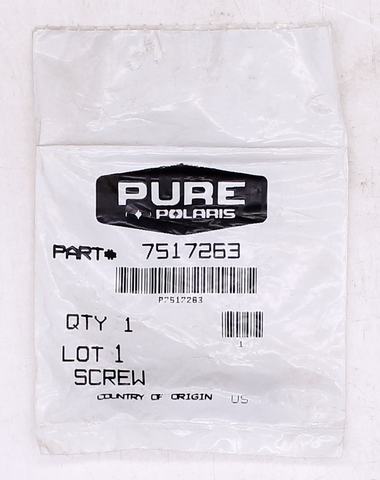 PURE
POLARIS
PART# 7517263
P7517263
QTY 1
1
LOT 1
SCREW
COUNTRY OF ORIGIN US